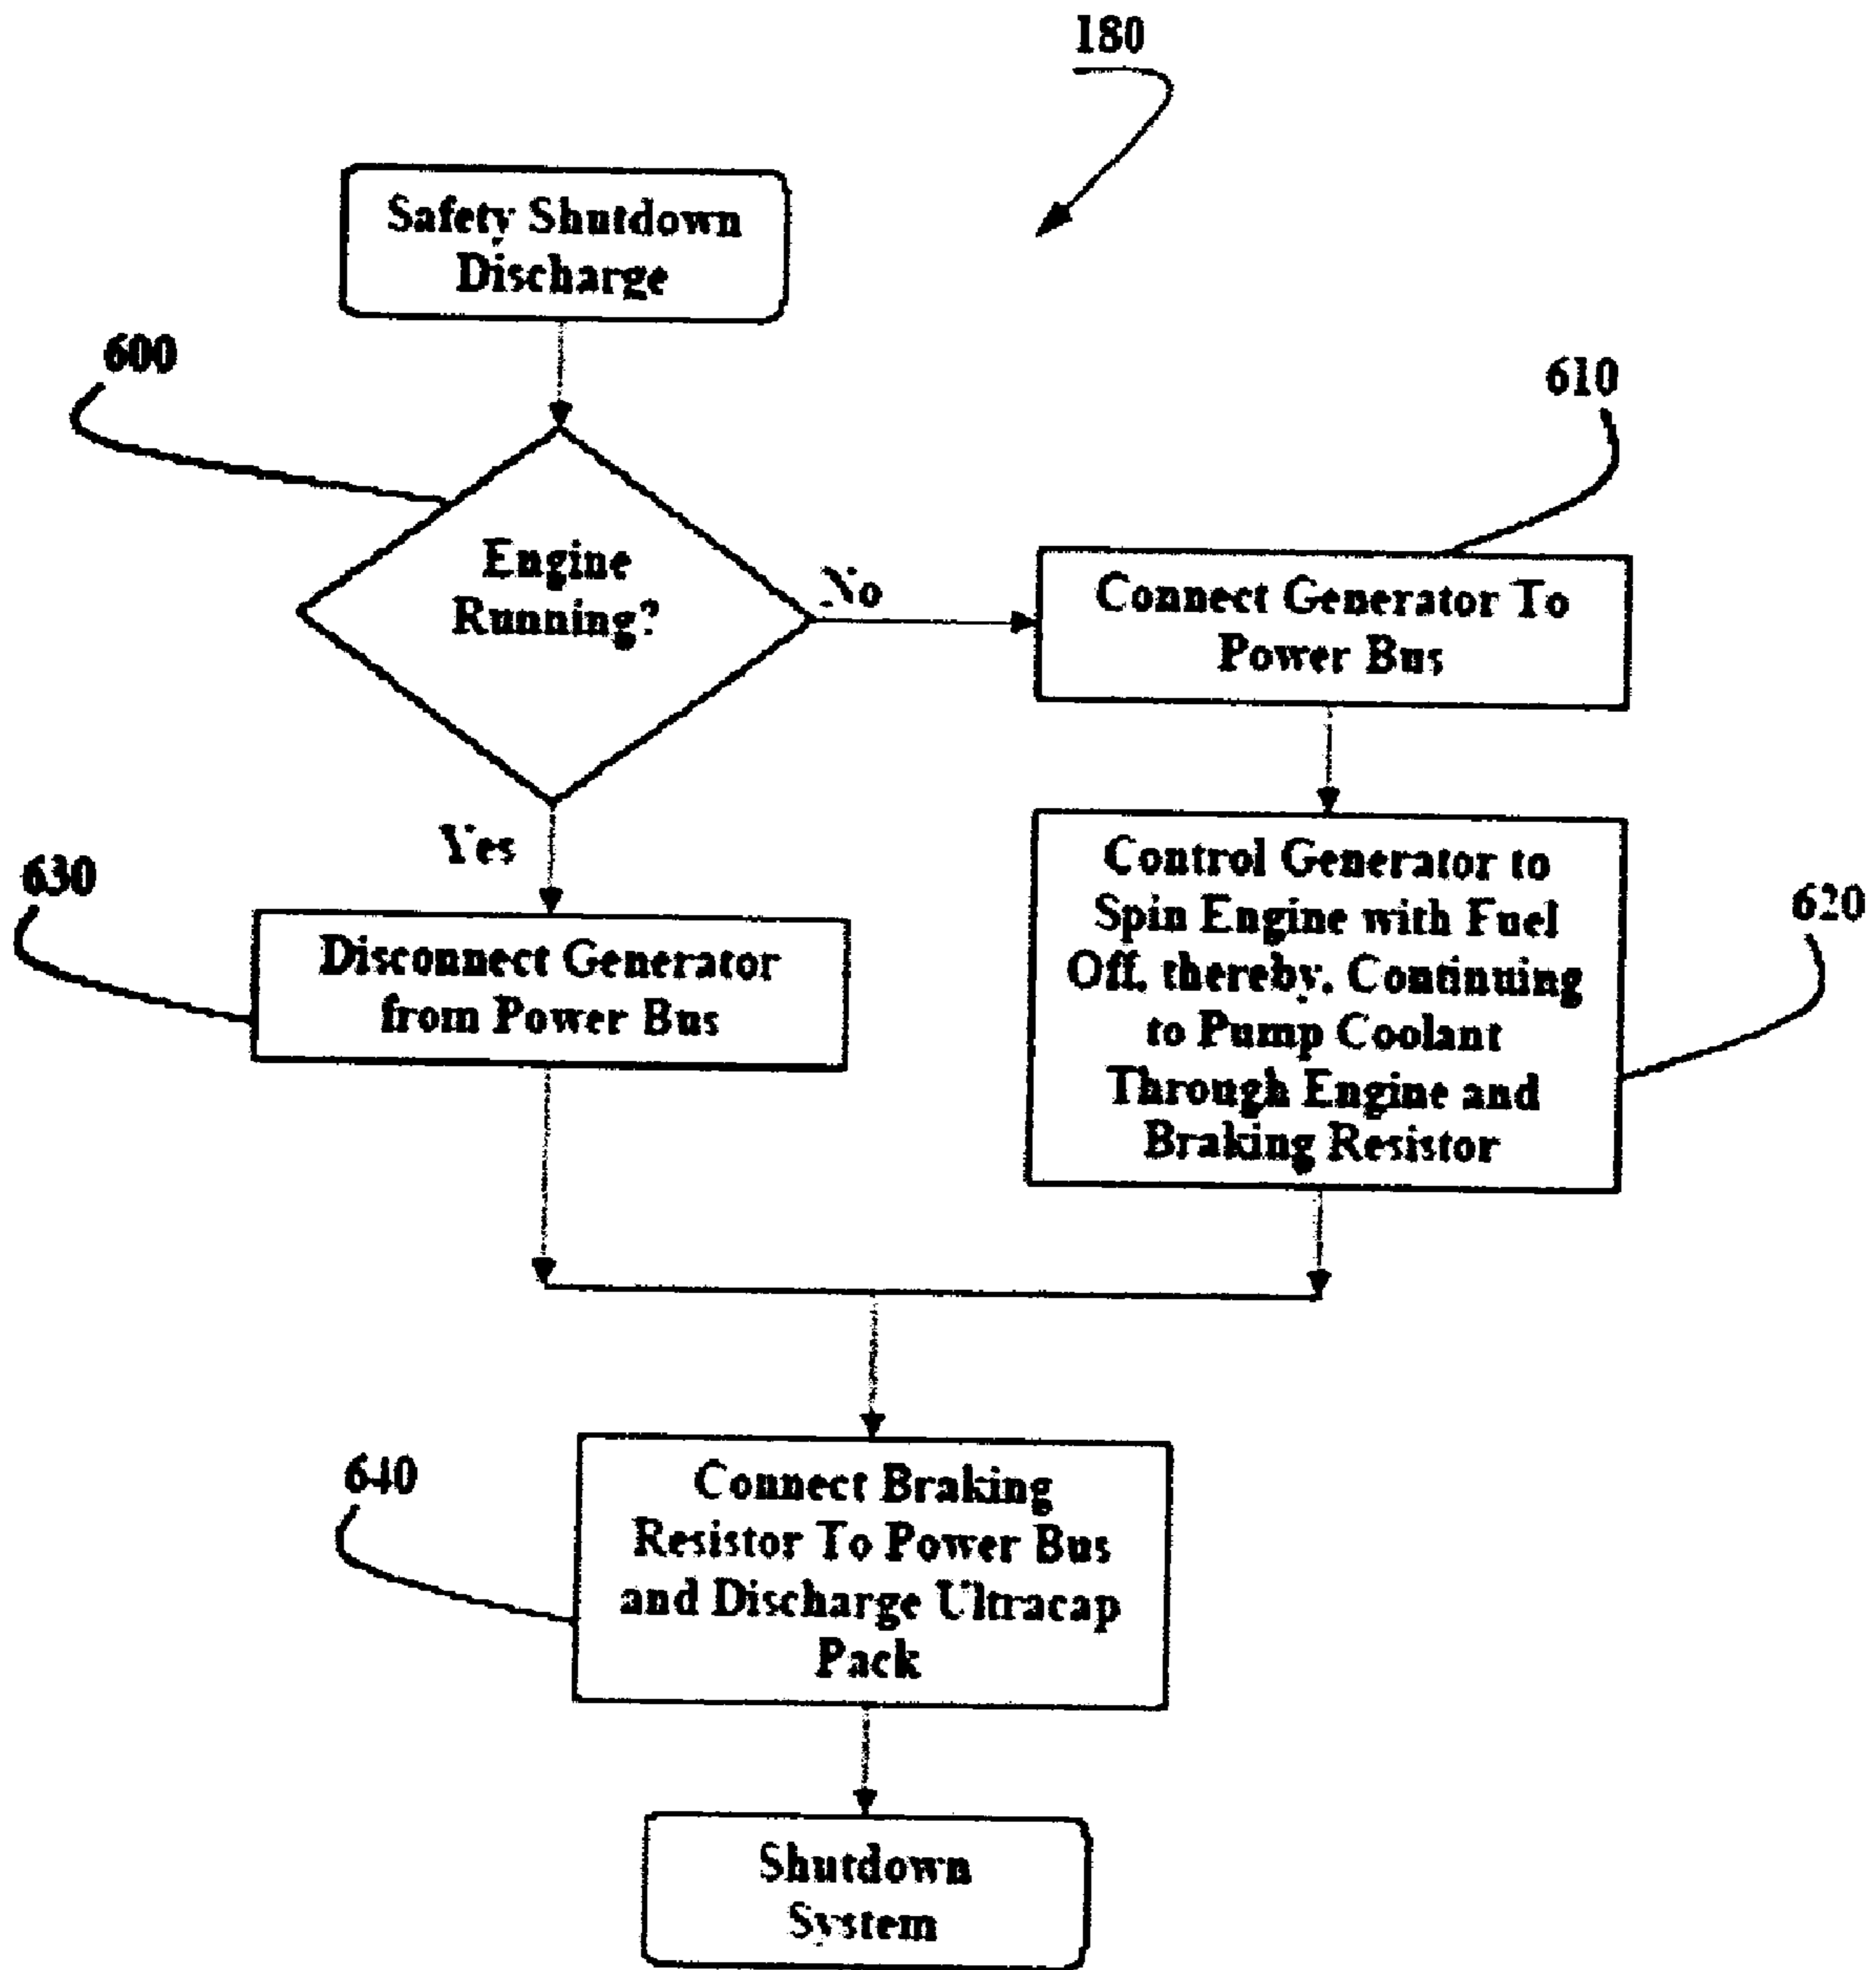 180
Safety Shutdown
Discharge
600
610
Engine
Running?
No
Connect Generator To
Power Bus
Yes
630
Disconnect Generator
from Power Bus
Control Generator to
Spin Engine with Fuel
Off, thereby, Continuing
to Pump Coolant
Through Engine and
Braking Resistor
620
640
Connect Braking
Resistor To Power Bus
and Discharge Ultracap
Pack
Shutdown
System